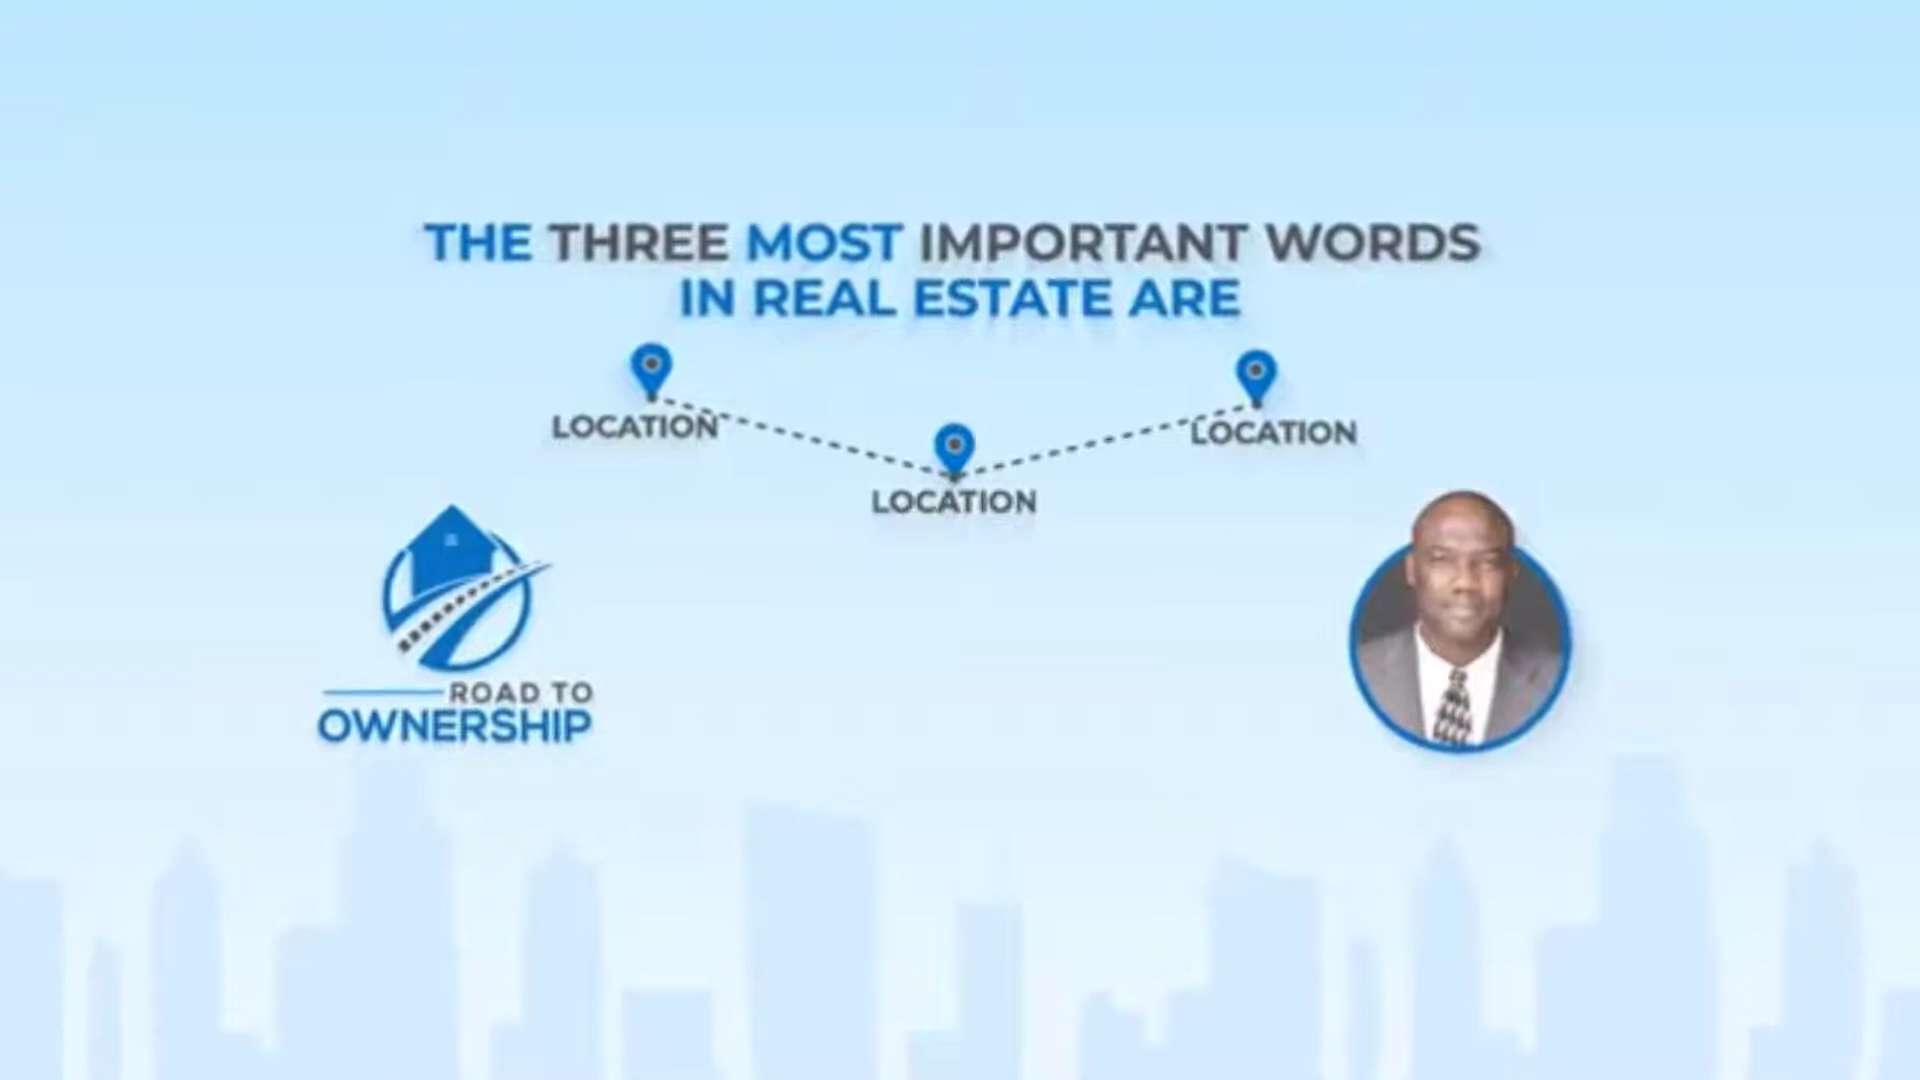 THE THREE MOST IMPORTANT WORDS
IN REAL ESTATE ARE
LOCATION
LOCATION
LOCATION
ROAD TO
OWNERSHIP